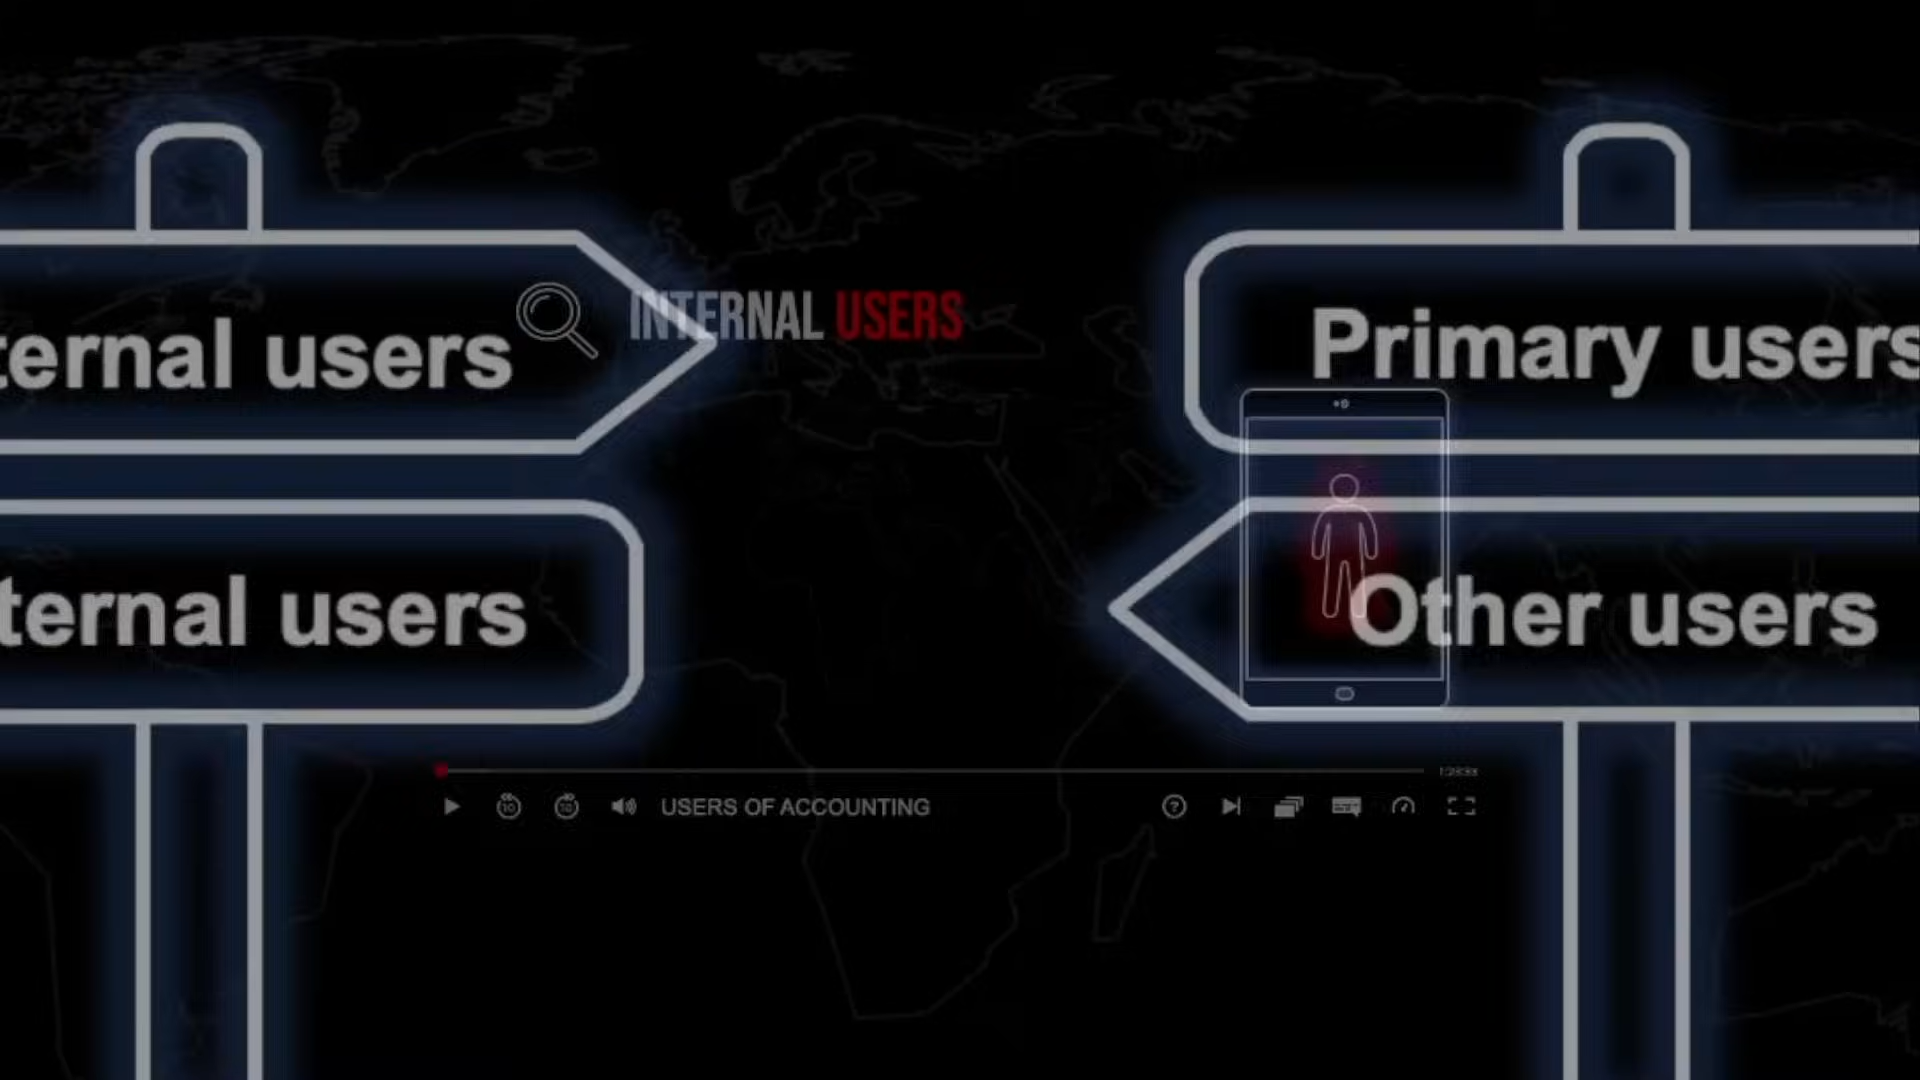 ternal users
INTERNAL USERS
Primary users
ternal users
Other users
USERS OF ACCOUNTING